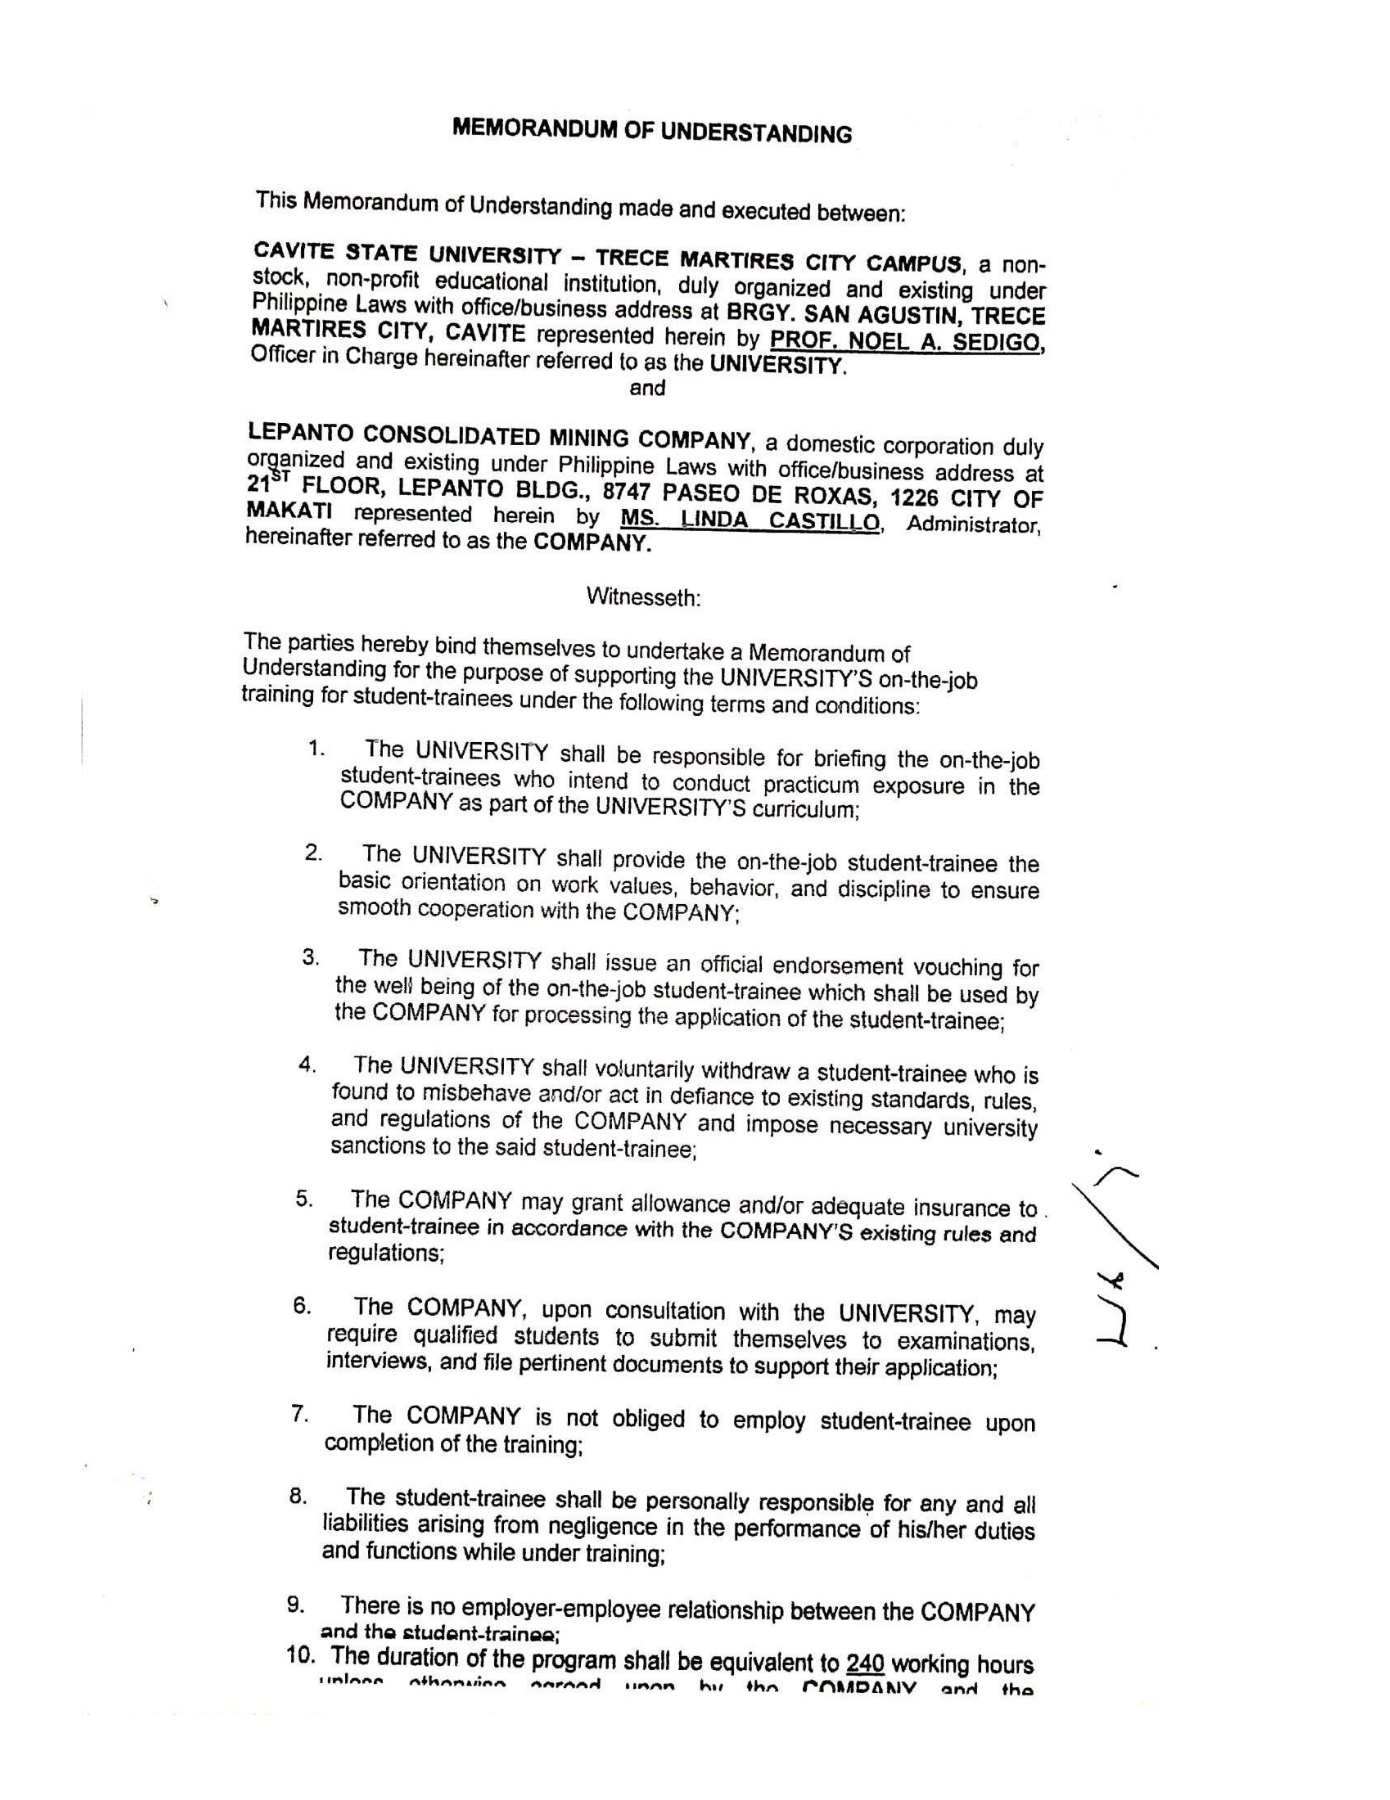 MEMORANDUM OF UNDERSTANDING
This Memorandum of Understanding made and executed between:
CAVITE STATE UNIVERSITY – TRECE MARTIRES CITY CAMPUS, a non-
stock, non-profit educational institution, duly organized and existing under
Philippine Laws with office/business address at BRGY. SAN AGUSTIN, TRECE
MARTIRES CITY, CAVITE represented herein by PROF. NOEL A. SEDIGO,
Officer in Charge hereinafter referred to as the UNIVERSITY.
and
LEPANTO CONSOLIDATED MINING COMPANY, a domestic corporation duly
organized and existing under Philippine Laws with office/business address at
21ST FLOOR, LEPANTO BLDG., 8747 PASEO DE ROXAS, 1226 CITY OF
MAKATI represented herein by MS. LINDA CASTILLO, Administrator,
hereinafter referred to as the COMPANY.
Witnesseth:
The parties hereby bind themselves to undertake a Memorandum of
Understanding for the purpose of supporting the UNIVERSITY'S on-the-job
training for student-trainees under the following terms and conditions:
1. The UNIVERSITY shall be responsible for briefing the on-the-job
student-trainees who intend to conduct practicum exposure in the
COMPANY as part of the UNIVERSITY'S curriculum;
2. The UNIVERSITY shall provide the on-the-job student-trainee the
basic orientation on work values, behavior, and discipline to ensure
smooth cooperation with the COMPANY;
3. The UNIVERSITY shall issue an official endorsement vouching for
the well being of the on-the-job student-trainee which shall be used by
the COMPANY for processing the application of the student-trainee;
4. The UNIVERSITY shall voluntarily withdraw a student-trainee who is
found to misbehave and/or act in defiance to existing standards, rules,
and regulations of the COMPANY and impose necessary university
sanctions to the said student-trainee;
5. The COMPANY may grant allowance and/or adequate insurance to
student-trainee in accordance with the COMPANY'S existing rules and
regulations;
6. The COMPANY, upon consultation with the UNIVERSITY, may
require qualified students to submit themselves to examinations,
interviews, and file pertinent documents to support their application;
7. The COMPANY is not obliged to employ student-trainee upon
completion of the training;
8. The student-trainee shall be personally responsible for any and all
liabilities arising from negligence in the performance of his/her duties
and functions while under training;
9. There is no employer-employee relationship between the COMPANY
and the student-trainee;
10. The duration of the program shall be equivalent to 240 working hours
unless otherwise agreed upon by the COMPANY and the